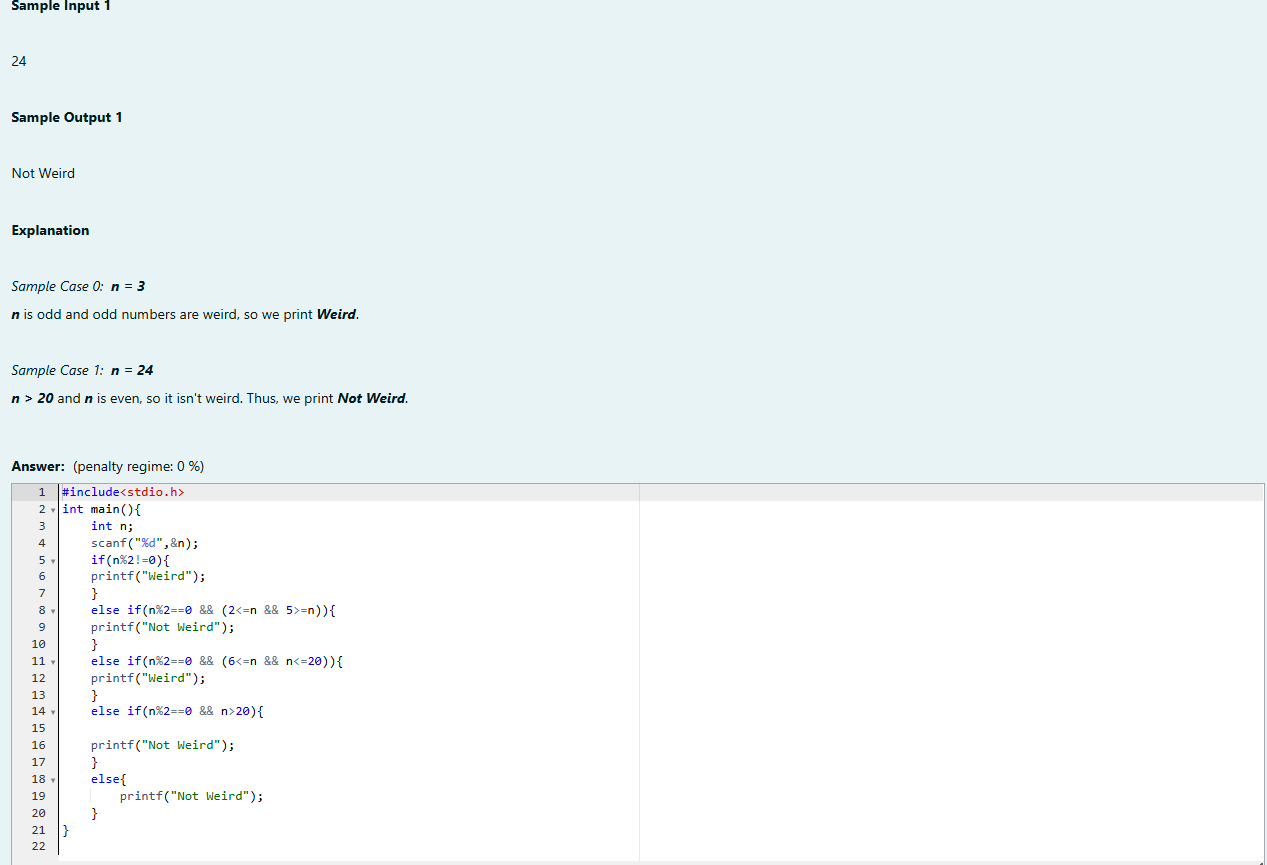 Sample Input 1
24
Sample Output 1
Not Weird
Explanation
Sample Case 0:  n = 3
n is odd and odd numbers are weird, so we print Weird.
Sample Case 1:  n = 24
n > 20 and n is even, so it isn't weird. Thus, we print Not Weird.
Answer:  (penalty regime: 0 %)
1 #include<stdio.h>
2 int main(){
3     int n;
4     scanf("%d",&n);
5     if(n%2!=0){
6     printf("Weird");
7     }
8     else if(n%2==0 && (2<=n && 5>=n)){
9     printf("Not Weird");
10     }
11     else if(n%2==0 && (6<=n && n<=20)){
12     printf("Weird");
13     }
14     else if(n%2==0 && n>20){
15
16     printf("Not Weird");
17     }
18     else{
19         printf("Not Weird");
20     }
21 }
22